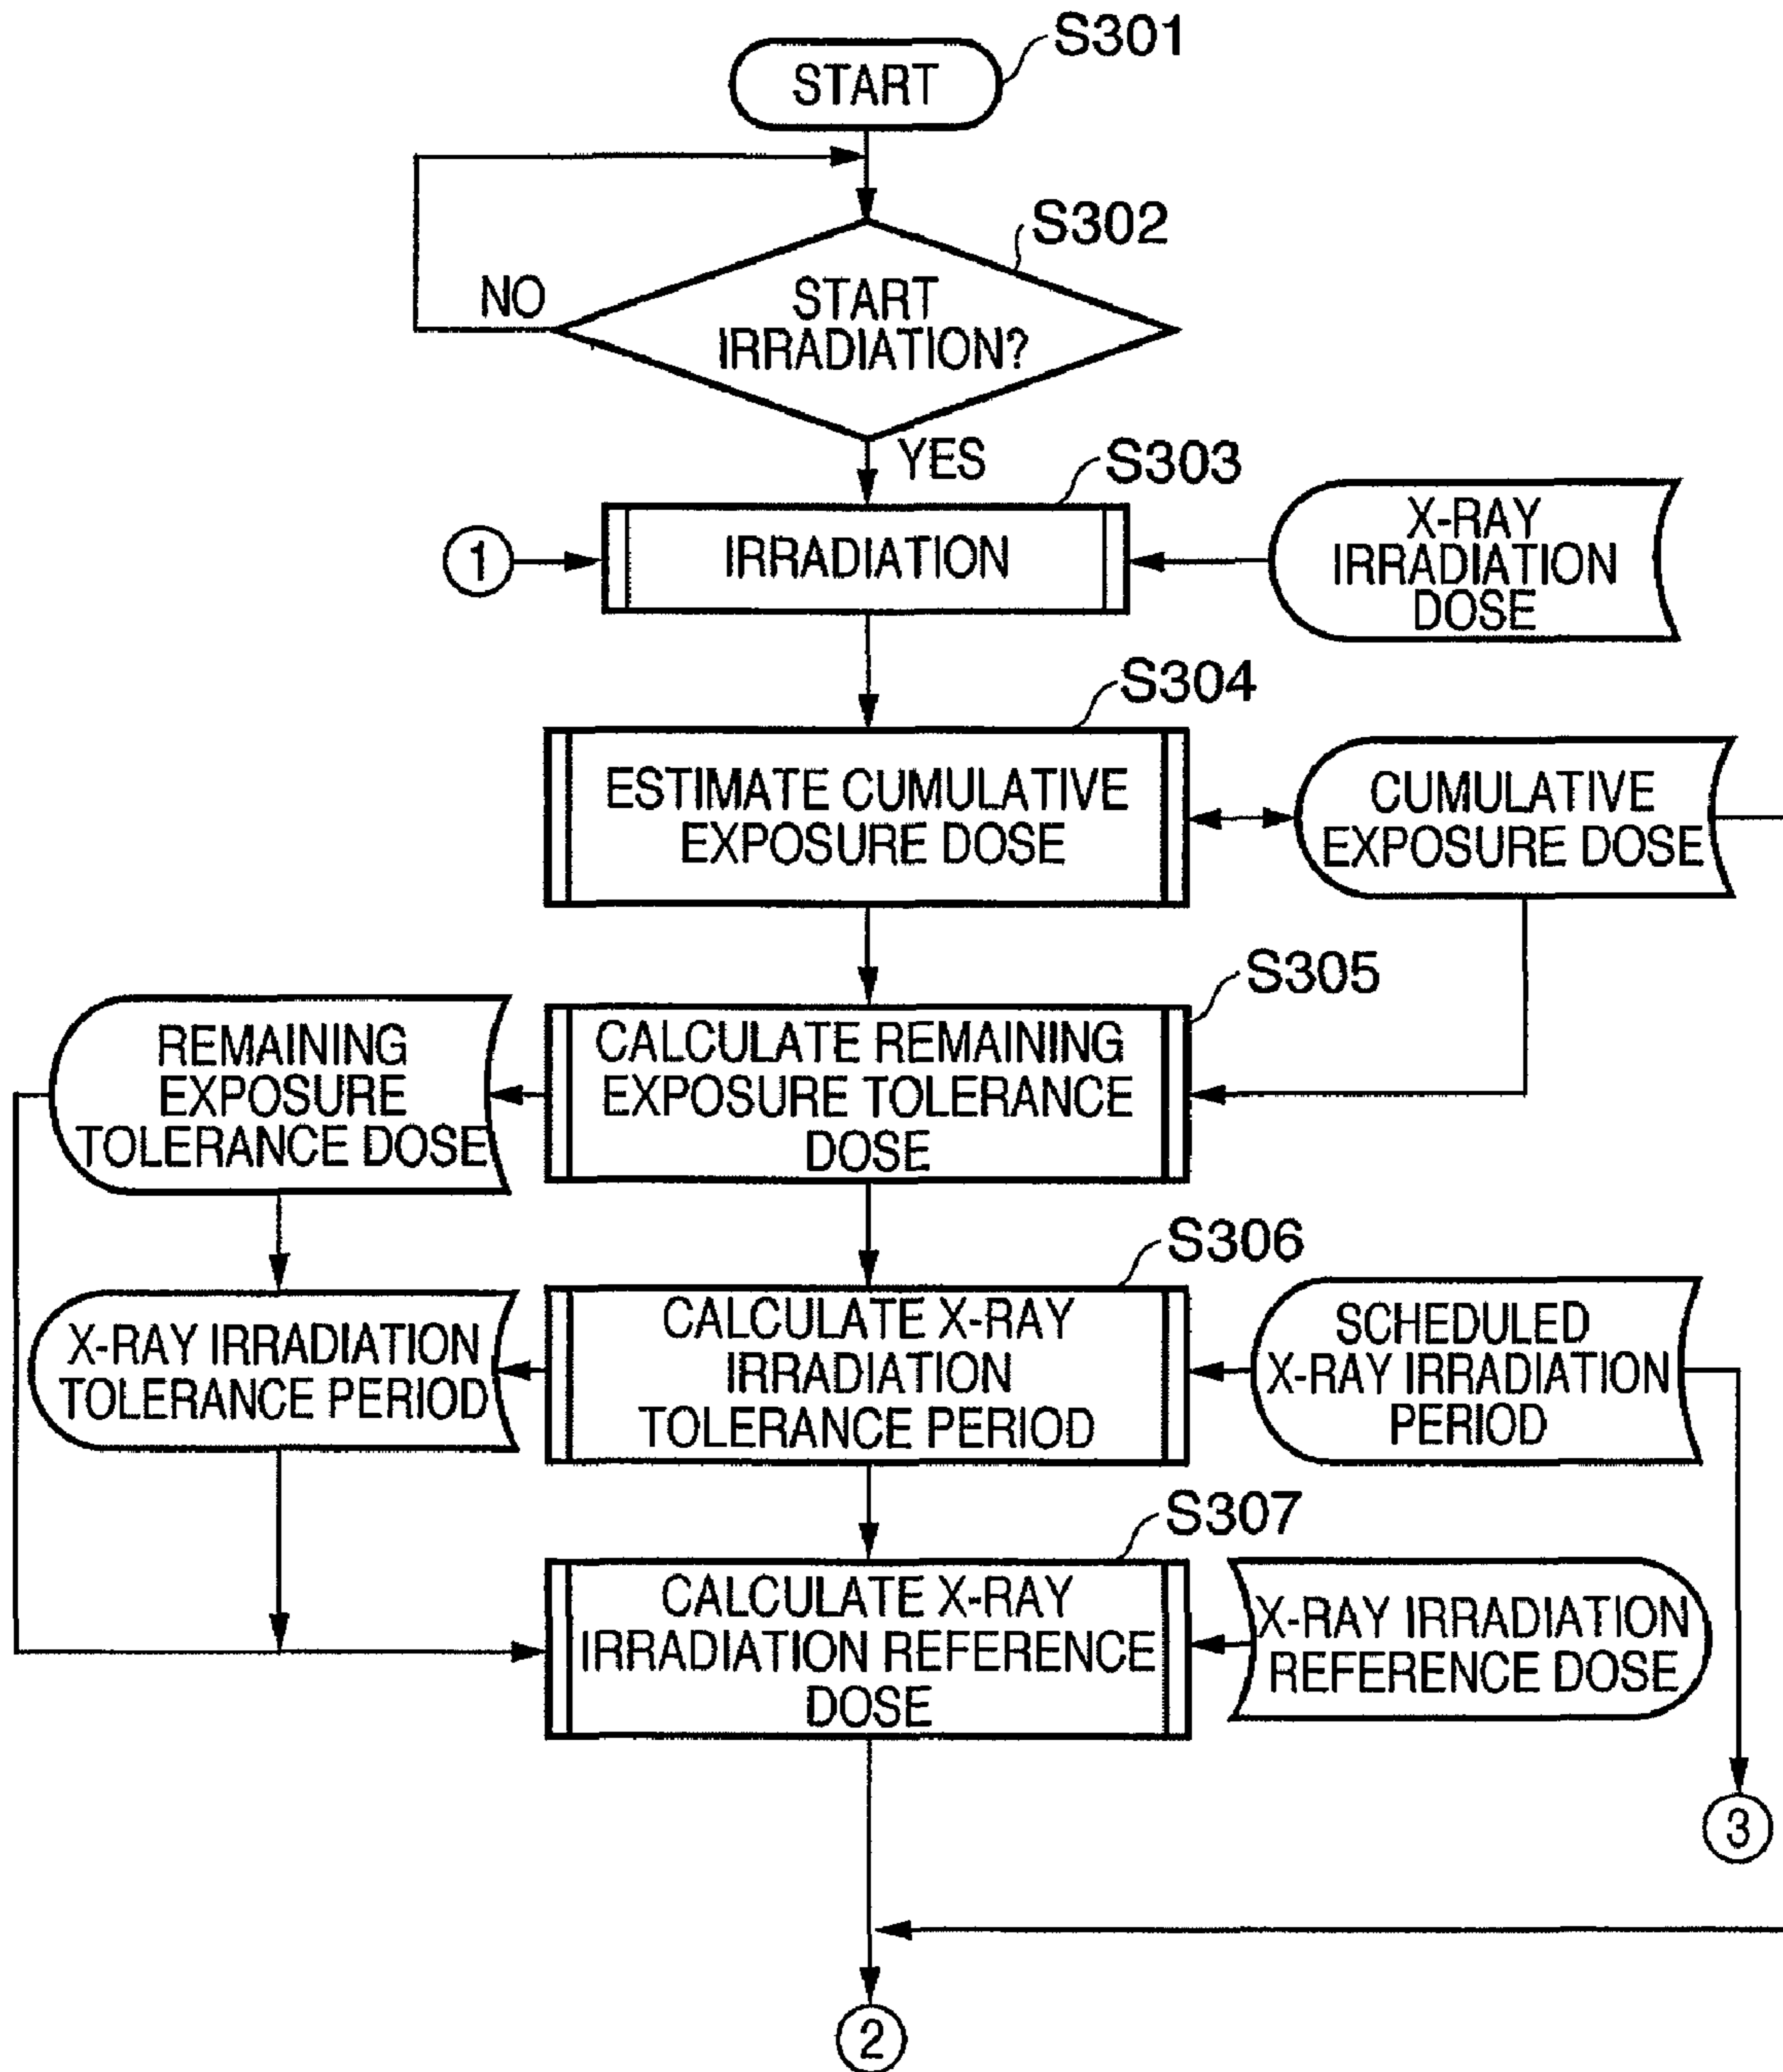 S301
START
S302
START
IRRADIATION?
NO
YES
S303
1
IRRADIATION
X-RAY
IRRADIATION
DOSE
S304
ESTIMATE CUMULATIVE
EXPOSURE DOSE
CUMULATIVE
EXPOSURE DOSE
S305
REMAINING
EXPOSURE
TOLERANCE DOSE
CALCULATE REMAINING
EXPOSURE TOLERANCE
DOSE
S306
X-RAY IRRADIATION
TOLERANCE PERIOD
CALCULATE X-RAY
IRRADIATION
TOLERANCE PERIOD
SCHEDULED
X-RAY IRRADIATION
PERIOD
S307
CALCULATE X-RAY
IRRADIATION REFERENCE
DOSE
X-RAY IRRADIATION
REFERENCE DOSE
3
2